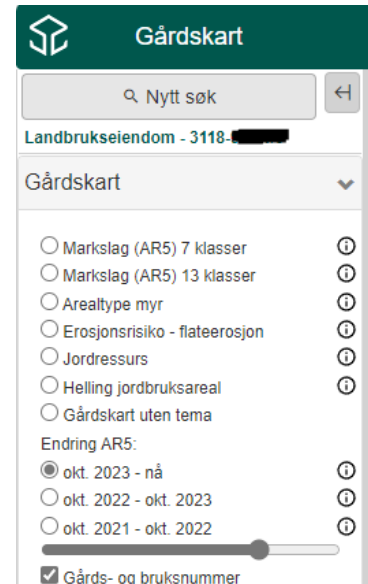 Gårdskart
Nytt søk
Landbrukseiendom - 3118-
Gårdskart
Markslag (AR5) 7 klasser
Markslag (AR5) 13 klasser
Arealtype myr
Erosjonsrisiko - flateerosjon
Jordressurs
Helling jordbruksareal
Gårdskart uten tema
Endring AR5:
okt. 2023 - nå
okt. 2022 - okt. 2023
okt. 2021 - okt. 2022
Gårds- og bruksnummer